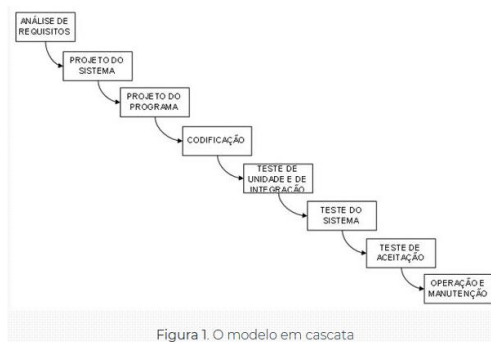 ANÁLISE DE
REQUISITOS
PROJETO DO
SISTEMA
PROJETO DO
PROGRAMA
CODIFICAÇÃO
TESTE DE
UNIDADE E DE
INTEGRAÇÃO
TESTE DO
SISTEMA
TESTE DE
ACEITAÇÃO
OPERAÇÃO E
MANUTENÇÃO
Figura 1. O modelo em cascata